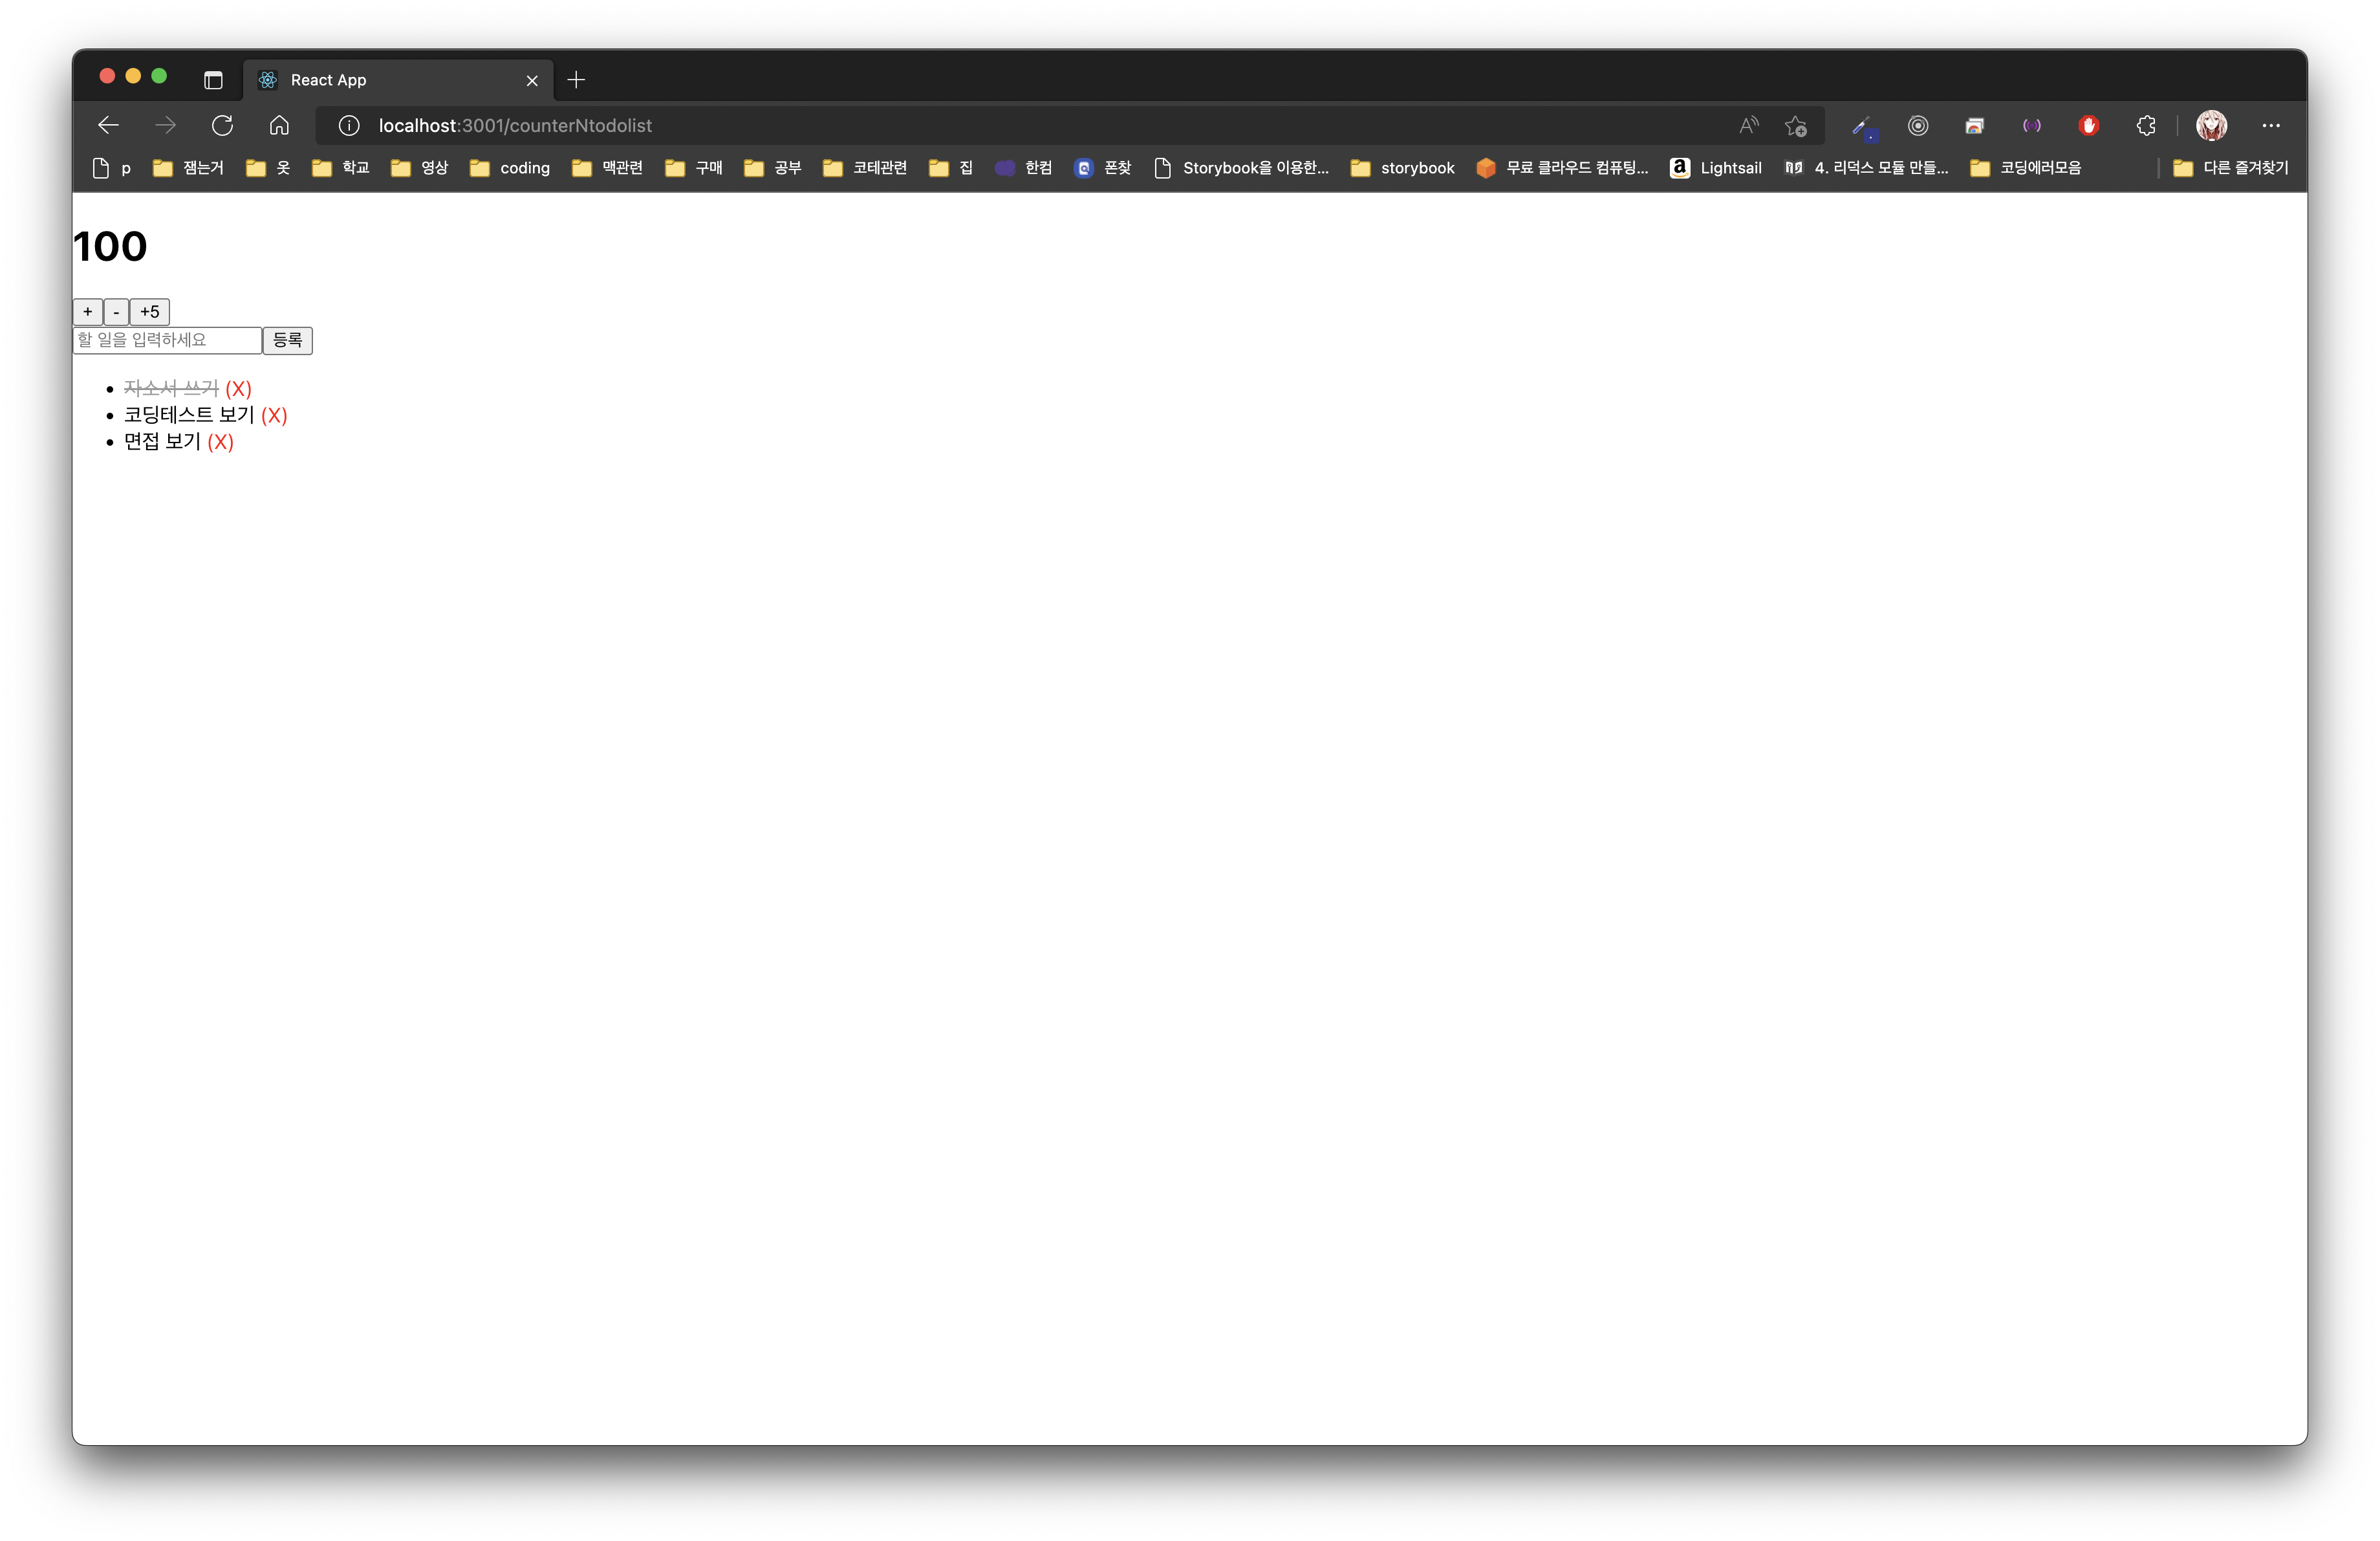 React App
localhost:3001/counterNtodolist
p 잼는거 옷 학교 영상 coding 맥관련 구매 공부 코테관련 집 한컴 폰찾 Storybook을 이용한... storybook 무료 클라우드 컴퓨팅... Lightsail 4. 리덕스 모듈 만들... 코딩에러모음 다른 즐겨찾기
100
+ - +5
할 일을 입력하세요 등록
자소서 쓰기 (X)
코딩테스트 보기 (X)
면접 보기 (X)